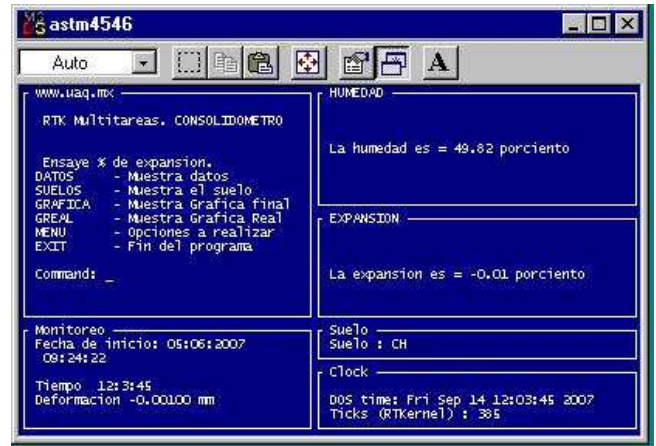 astm4546
Auto
A
www.uaq.mx
RTK Multitareas. CONSOLIDOMETRO
Ensaye % de expansion.
DATOS - Muestra datos
SUELOS - Muestra el suelo
GRAFICA - Muestra Grafica final
GREAL - Muestra Grafica Real
MENU - Opciones a realizar
EXIT - Fin del programa
Command: _
HUMEDAD
La humedad es = 49.82 porciento
EXPANSION
La expansion es = -0.01 porciento
Monitoreo
Fecha de inicio: 05:06:2007
09:24:22
Tiempo 12:3:45
Deformacion -0.00100 mm
Suelo
Suelo : CH
Clock
DOS time: Fri Sep 14 12:03:45 2007
Ticks (RTKernel) : 385